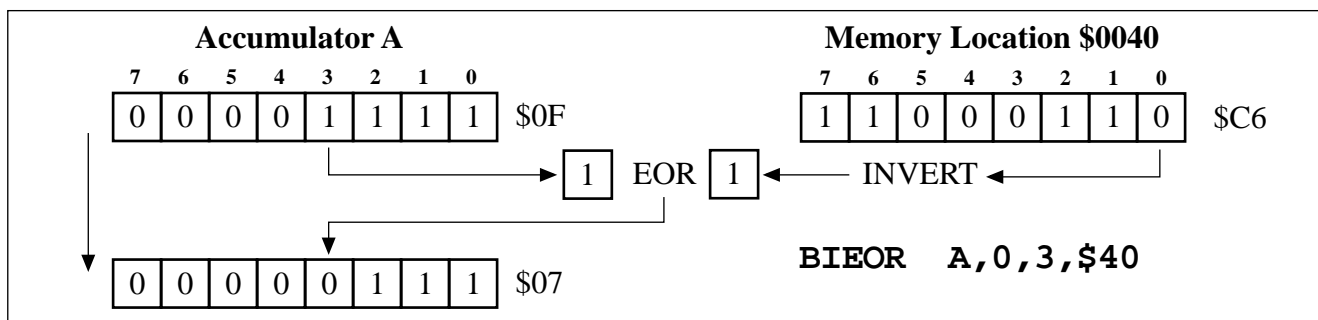 Accumulator A
Memory Location $0040
7 6 5 4 3 2 1 0
7 6 5 4 3 2 1 0
0 0 0 0 1 1 1 1 $0F
1 1 0 0 0 1 1 0 $C6
1 EOR 1 INVERT
BIEOR A,0,3,$40
0 0 0 0 0 1 1 1 $07